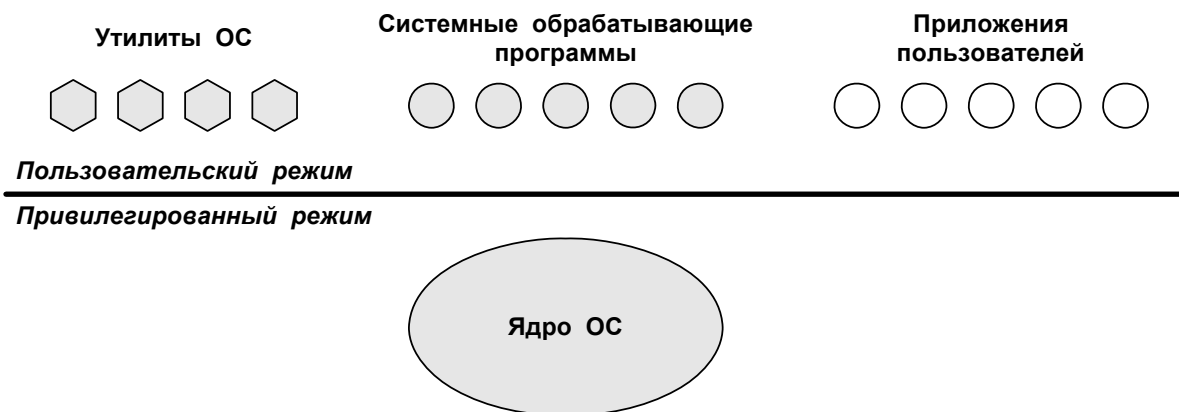 Утилиты ОС
Системные обрабатывающие
программы
Приложения
пользователей
Пользовательский режим
Привилегированный режим
Ядро ОС